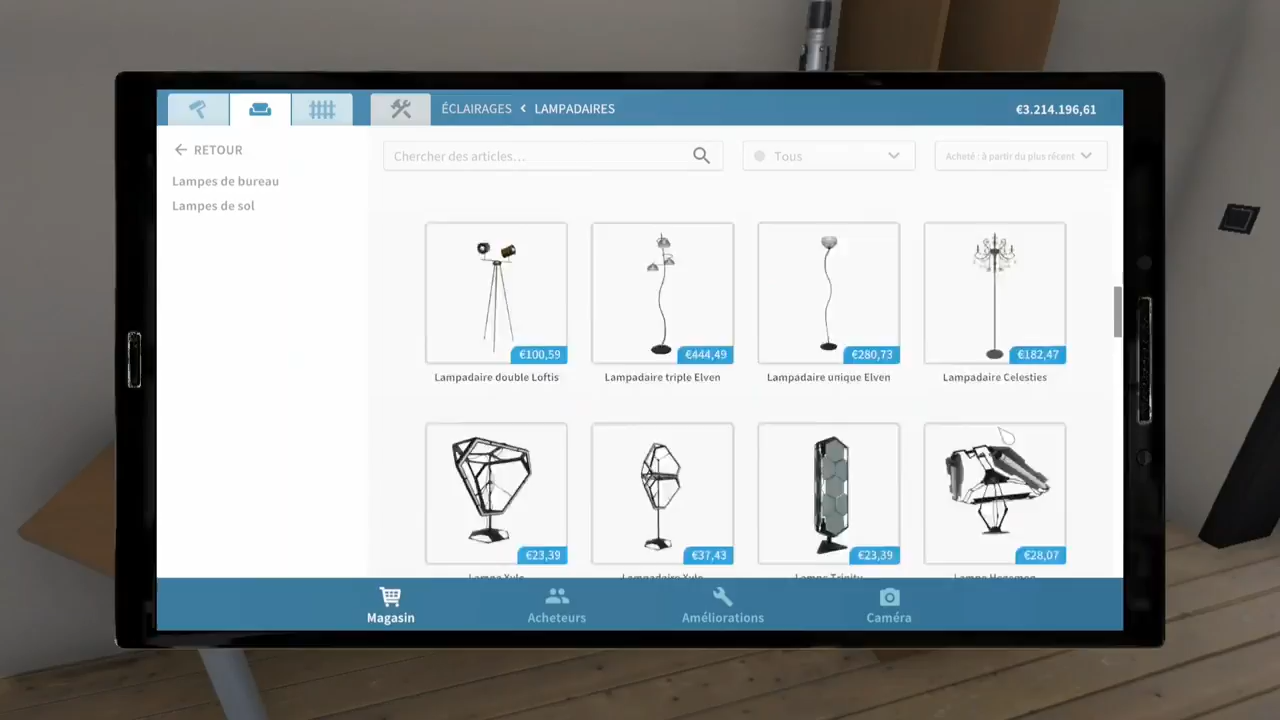 ÉCLAIRAGES < LAMPADAIRES
€3.214.196,61
RETOUR
Chercher des articles...
Tous
Acheté : à partir du plus récent
Lampes de bureau
Lampes de sol
€100,59
€444,49
€280,73
€182,47
Lampadaire double Loftis
Lampadaire triple Elven
Lampadaire unique Elven
Lampadaire Celesties
€23,39
€37,43
€23,39
€28,07
Magasin
Acheteurs
Améliorations
Caméra